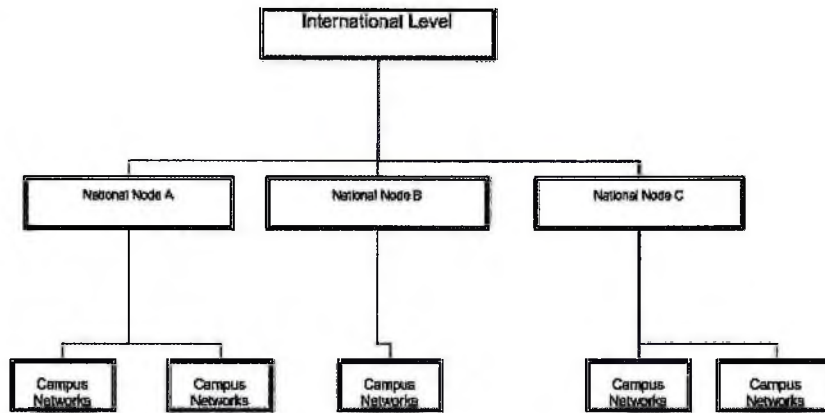 International Level
National Node A
National Node B
National Node C
Campus
Networks
Campus
Networks
Campus
Networks
Campus
Networks
Campus
Networks